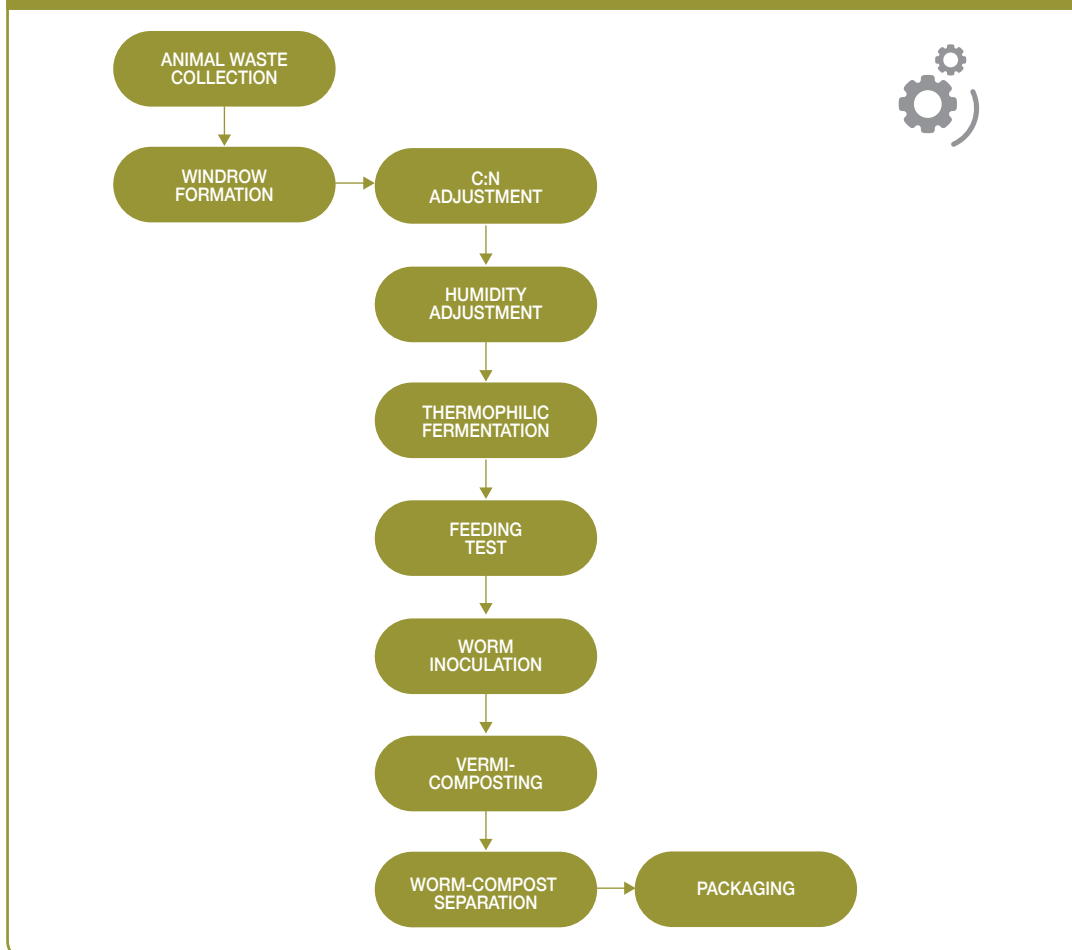 ANIMAL WASTE
COLLECTION
WINDROW
FORMATION
C:N
ADJUSTMENT
HUMIDITY
ADJUSTMENT
THERMOPHILIC
FERMENTATION
FEEDING
TEST
WORM
INOCULATION
VERMI-
COMPOSTING
WORM-COMPOST
SEPARATION
PACKAGING